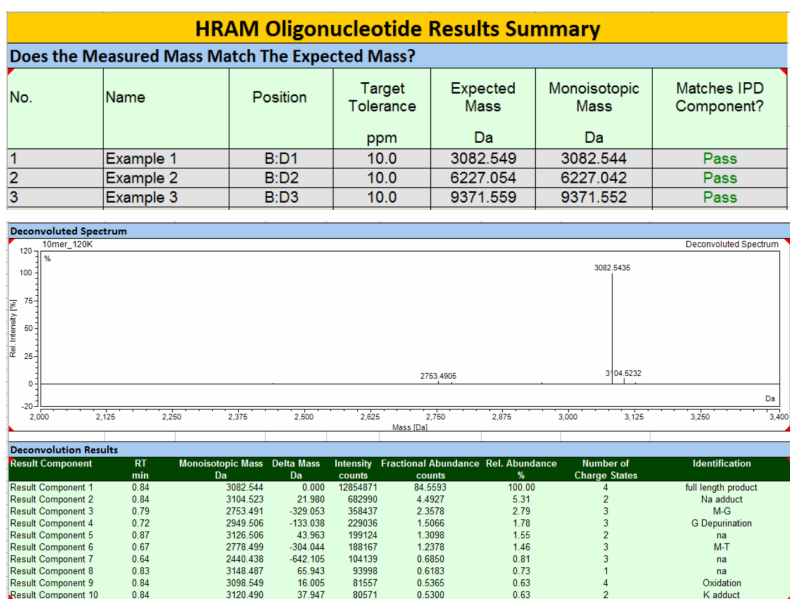 HRAM Oligonucleotide Results Summary
Does the Measured Mass Match The Expected Mass?
No. Name Position Target Tolerance Expected Mass Monoisotopic Mass Matches IPD Component?
ppm Da Da
1 Example 1 B:D1 10.0 3082.549 3082.544 Pass
2 Example 2 B:D2 10.0 6227.054 6227.042 Pass
3 Example 3 B:D3 10.0 9371.559 9371.552 Pass
Deconvoluted Spectrum
10mer_120K Deconvoluted Spectrum
120
%
3082.5435
100
75
50
25
2753.4905 3104.5232
0
Da
-20
Rel. Intensity [%]
2,000 2,125 2,250 2,375 2,500 2,625 2,750 2,875 3,000 3,125 3,250 3,400
Mass [Da]
Deconvolution Results
Result Component RT Monoisotopic Mass Delta Mass Intensity Fractional Abundance Rel. Abundance Number of Identification
min Da Da counts counts % Charge States
Result Component 1 0.84 3082.544 0.000 12854871 84.5593 100.00 4 full length product
Result Component 2 0.84 3104.523 21.980 682990 4.4927 5.31 2 Na adduct
Result Component 3 0.79 2753.491 -329.053 358437 2.3578 2.79 3 M-G
Result Component 4 0.72 2949.506 -133.038 229036 1.5066 1.78 3 G Depurination
Result Component 5 0.87 3126.506 43.963 199124 1.3098 1.55 2 na
Result Component 6 0.67 2778.499 -304.044 188167 1.2378 1.46 3 M-T
Result Component 7 0.64 2440.438 -642.105 104139 0.6850 0.81 3 na
Result Component 8 0.83 3148.487 65.943 93998 0.6183 0.73 1 na
Result Component 9 0.84 3098.549 16.005 81557 0.5365 0.63 4 Oxidation
Result Component 10 0.84 3120.490 37.947 80571 0.5300 0.63 2 K adduct